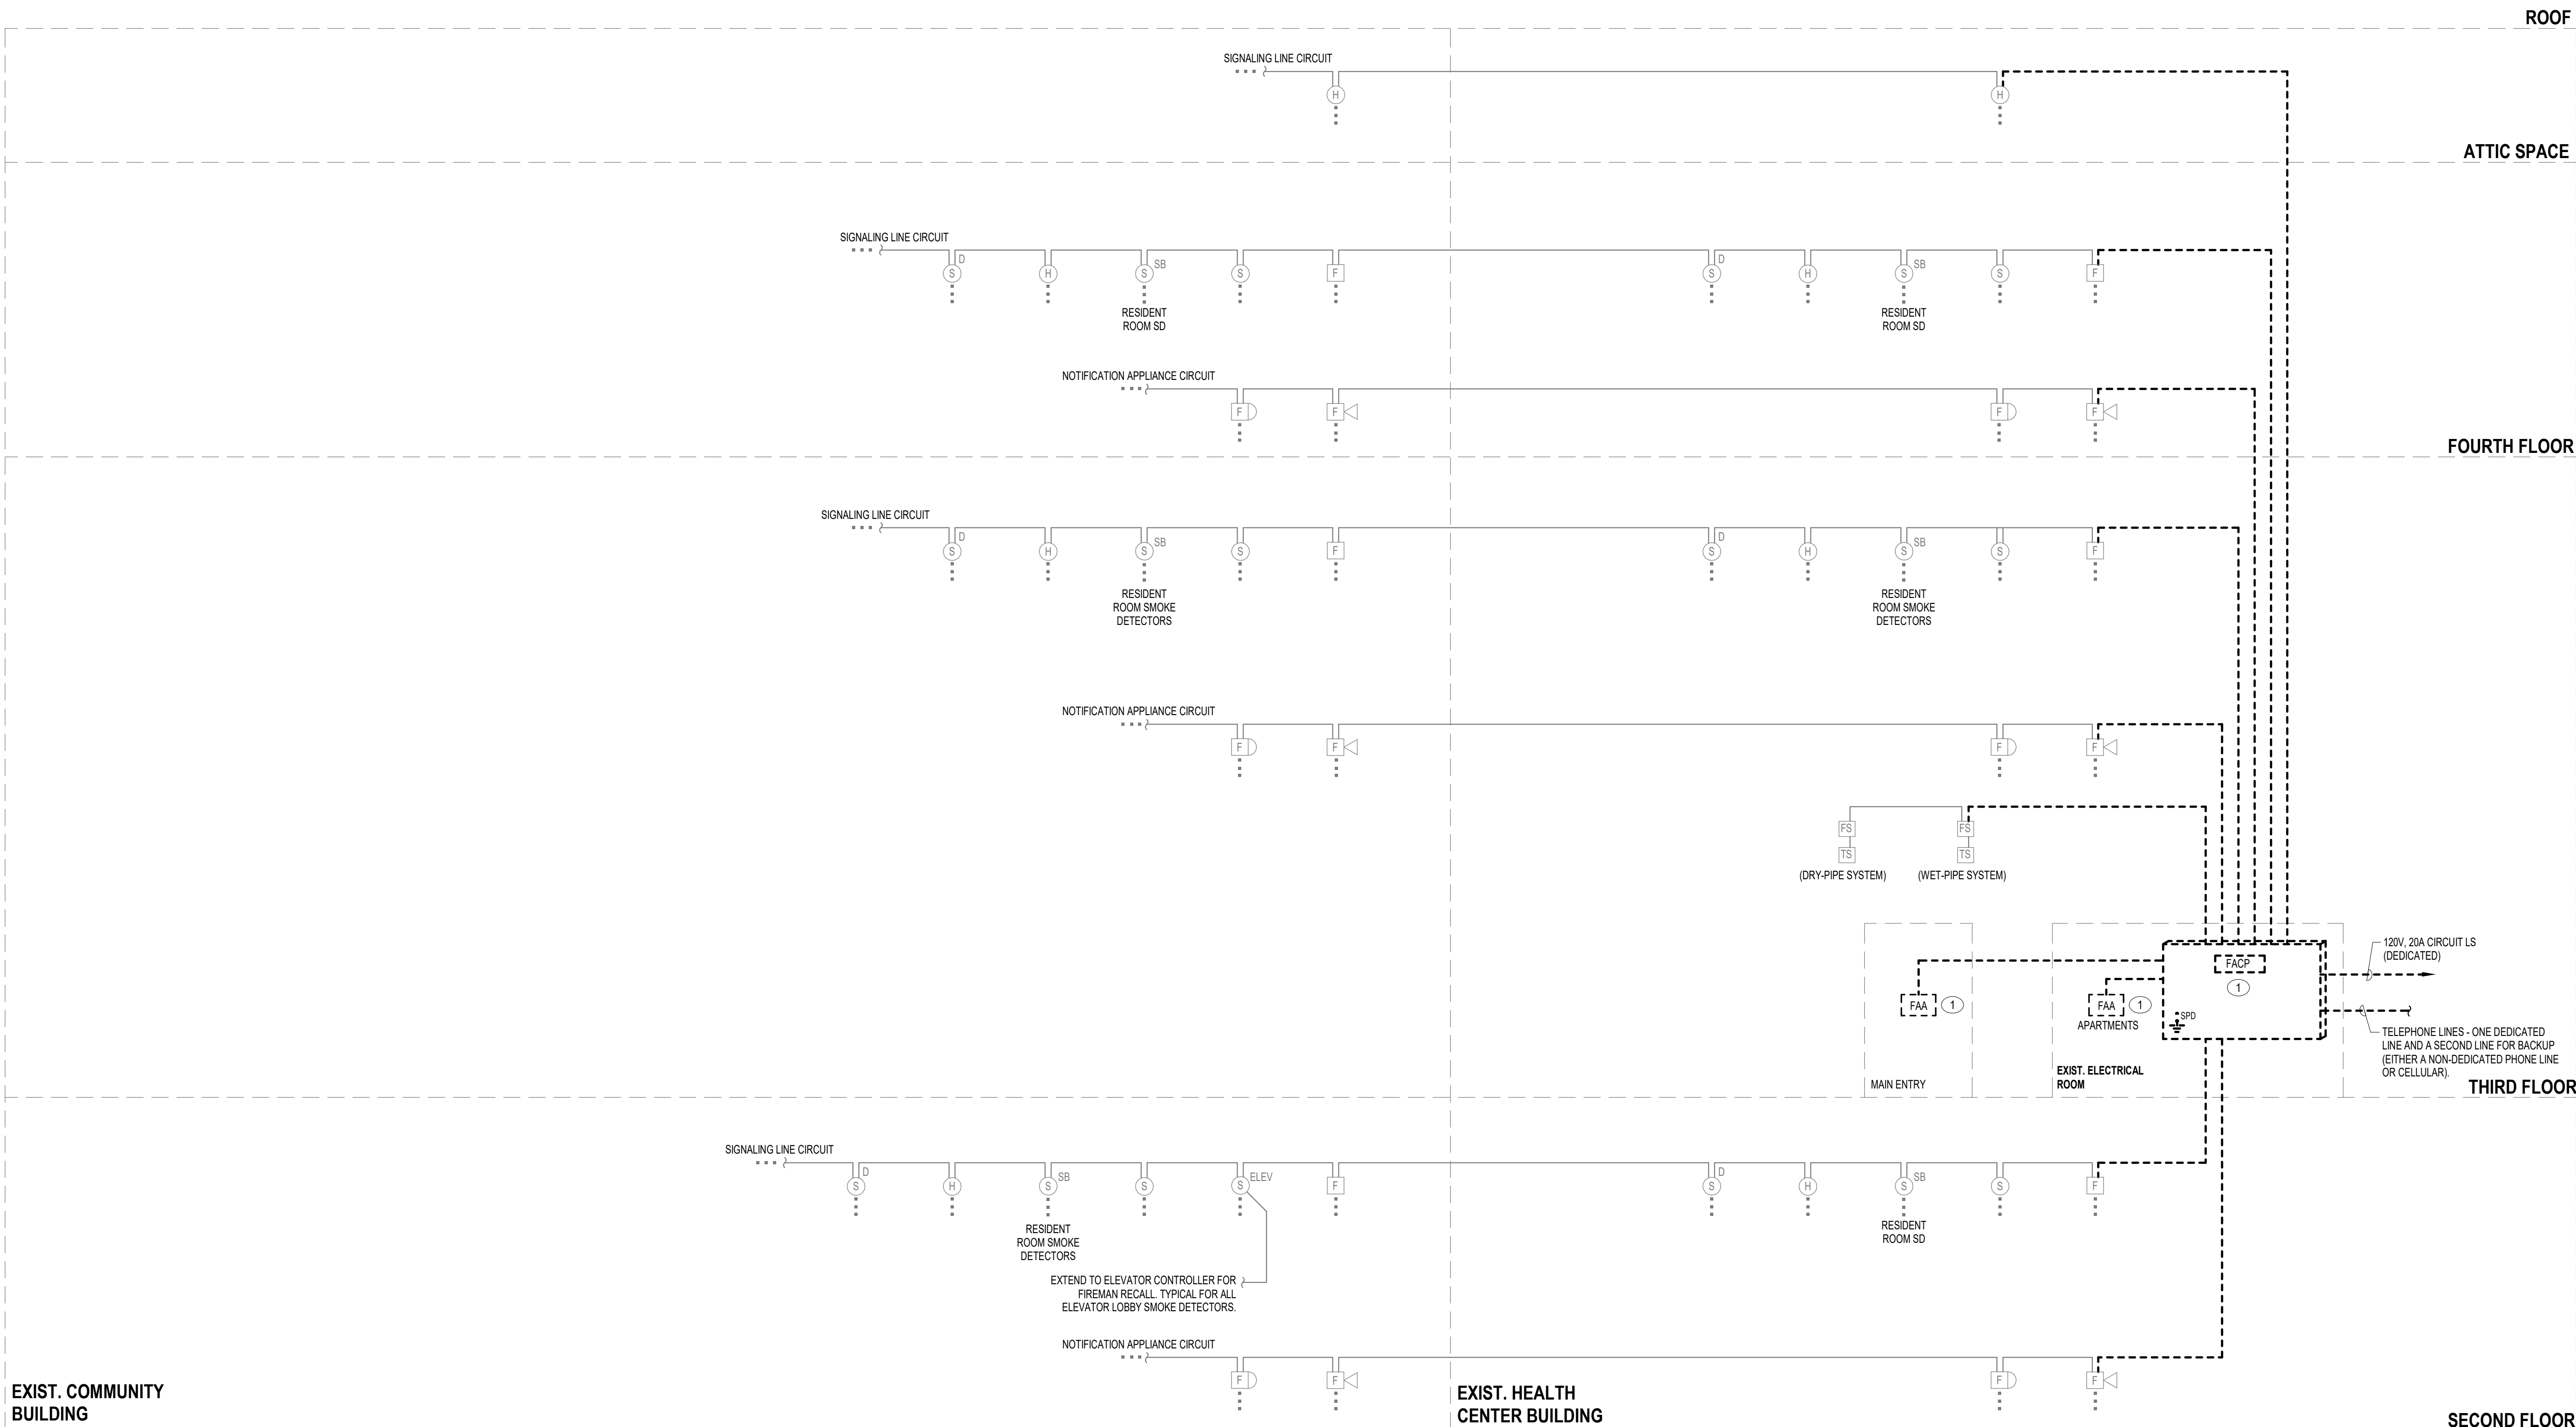 ROOF
SIGNALING LINE CIRCUIT
H
H
ATTIC SPACE
SIGNALING LINE CIRCUIT
D
SB
D
SB
S
H
S
S
F
S
H
S
S
F
RESIDENT
ROOM SD
RESIDENT
ROOM SD
NOTIFICATION APPLIANCE CIRCUIT
F
F
F
F
FOURTH FLOOR
SIGNALING LINE CIRCUIT
D
SB
D
SB
S
H
S
S
F
S
H
S
S
F
RESIDENT
ROOM SMOKE
DETECTORS
RESIDENT
ROOM SMOKE
DETECTORS
NOTIFICATION APPLIANCE CIRCUIT
F
F
F
F
FS
FS
TS
TS
(DRY-PIPE SYSTEM)
(WET-PIPE SYSTEM)
120V, 20A CIRCUIT LS
(DEDICATED)
FACP
1
FAA
1
FAA
1
APARTMENTS
SPD
TELEPHONE LINES - ONE DEDICATED
LINE AND A SECOND LINE FOR BACKUP
(EITHER A NON-DEDICATED PHONE LINE
OR CELLULAR).
MAIN ENTRY
EXIST. ELECTRICAL
ROOM
THIRD FLOOR
SIGNALING LINE CIRCUIT
D
SB
ELEV
D
SB
S
H
S
S
S
F
S
H
S
S
F
RESIDENT
ROOM SMOKE
DETECTORS
RESIDENT
ROOM SD
EXTEND TO ELEVATOR CONTROLLER FOR
FIREMAN RECALL. TYPICAL FOR ALL
ELEVATOR LOBBY SMOKE DETECTORS.
NOTIFICATION APPLIANCE CIRCUIT
F
F
F
F
EXIST. COMMUNITY
BUILDING
EXIST. HEALTH
CENTER BUILDING
SECOND FLOOR